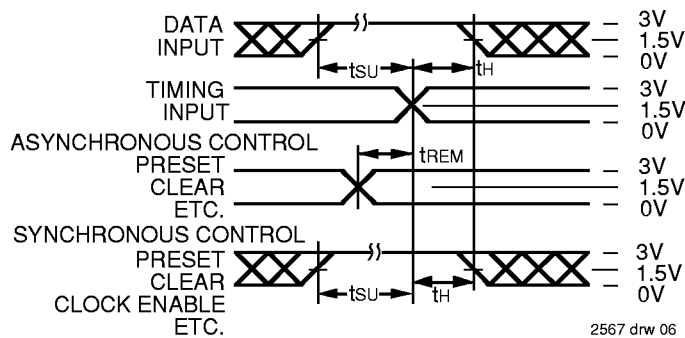 DATA
INPUT
3V
1.5V
0V
tSU
tH
TIMING
INPUT
3V
1.5V
0V
ASYNCHRONOUS CONTROL
PRESET
CLEAR
ETC.
tREM
3V
1.5V
0V
SYNCHRONOUS CONTROL
PRESET
CLEAR
CLOCK ENABLE
ETC.
tSU
tH
3V
1.5V
0V
2567 drw 06